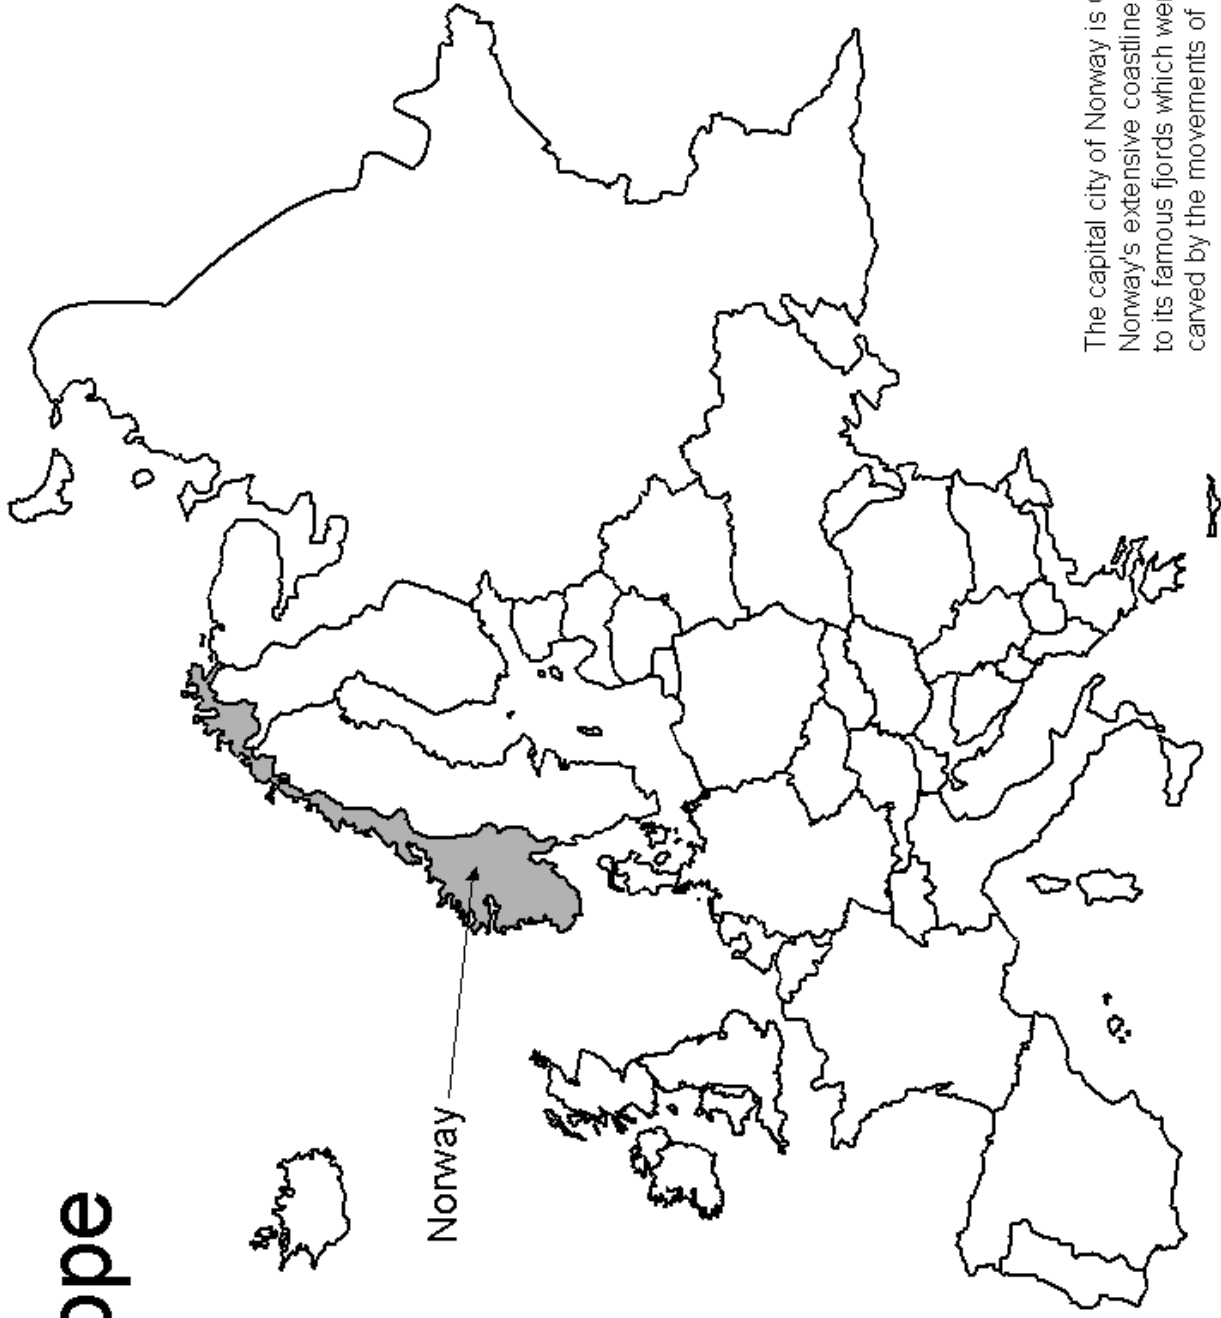 ope
Norway
The capital city of Norway is
Norway's extensive coastline
to its famous fjords which wer
carved by the movements of